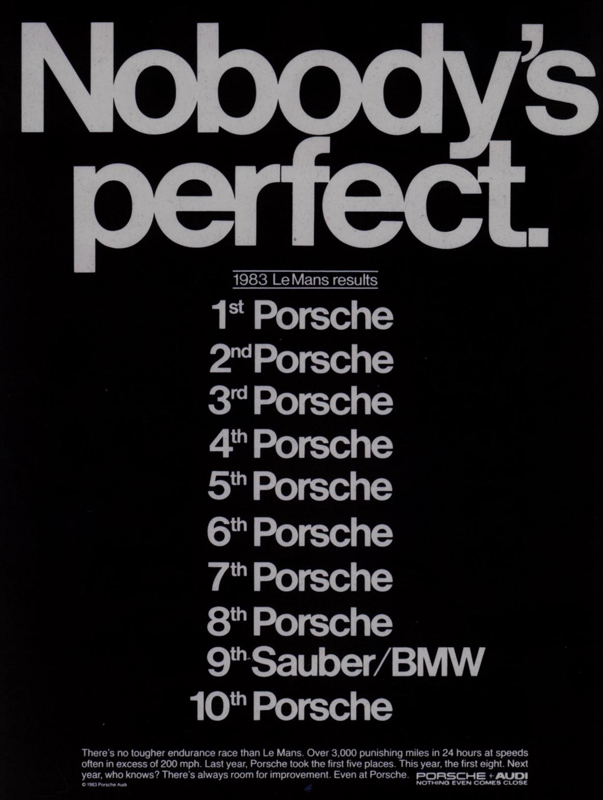 Nobody's
perfect.
1983 Le Mans results
1st Porsche
2nd Porsche
3rd Porsche
4th Porsche
5th Porsche
6th Porsche
7th Porsche
8th Porsche
9th Sauber/BMW
10th Porsche
There's no tougher endurance race than Le Mans. Over 3,000 punishing miles in 24 hours at speeds
often in excess of 200 mph. Last year, Porsche took the first five places. This year, the first eight. Next
year, who knows? There's always room for improvement. Even at Porsche. PORSCHE + AUDI
NOTHING EVEN COMES CLOSE
© 1983 Porsche Audi